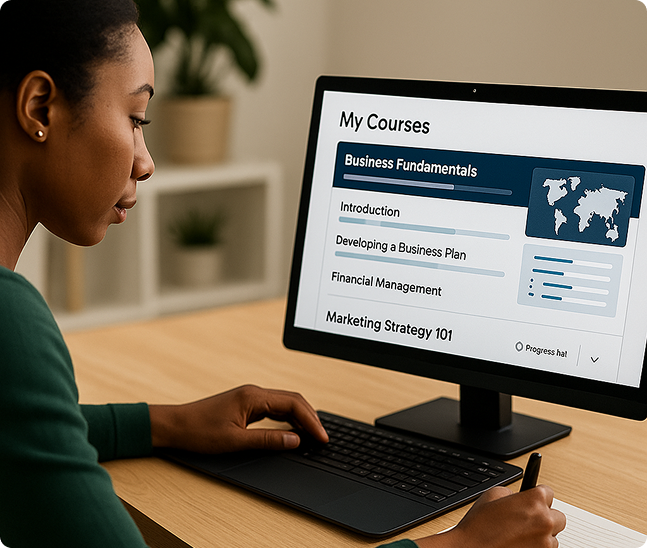 My Courses
Business Fundamentals
Introduction
Developing a Business Plan
Financial Management
Marketing Strategy 101
Progress hal